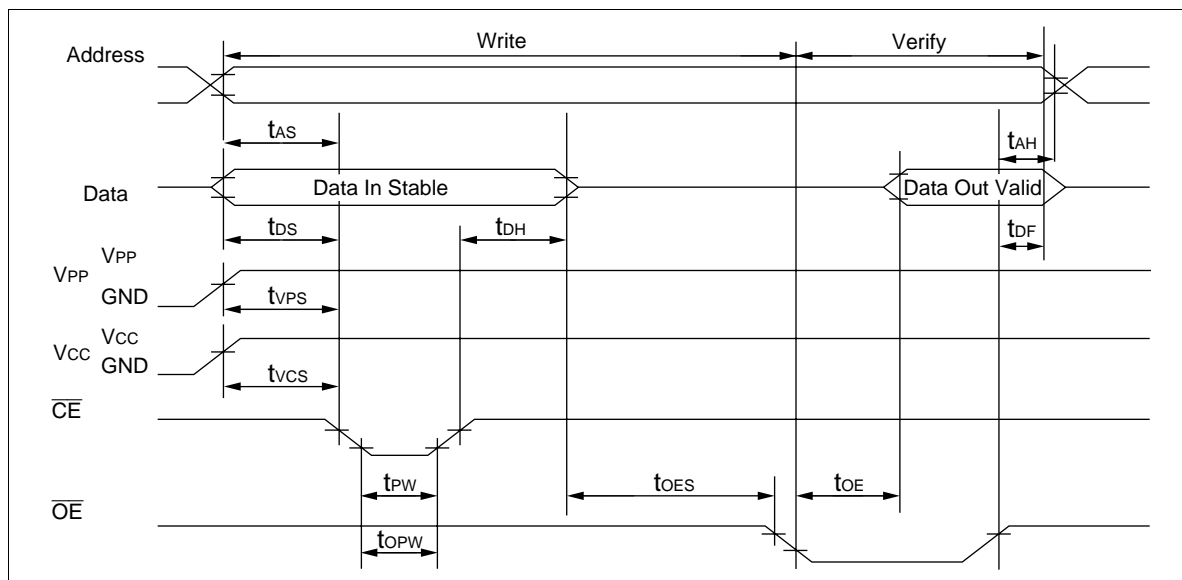 Write Verify
Address
tAS tAH
Data Data In Stable Data Out Valid
tDS tDH tDF
VPP
VPP
GND
tVPS
VCC
VCC
GND
tVCS
CE
tPW tOES tOE
OE
tOPW